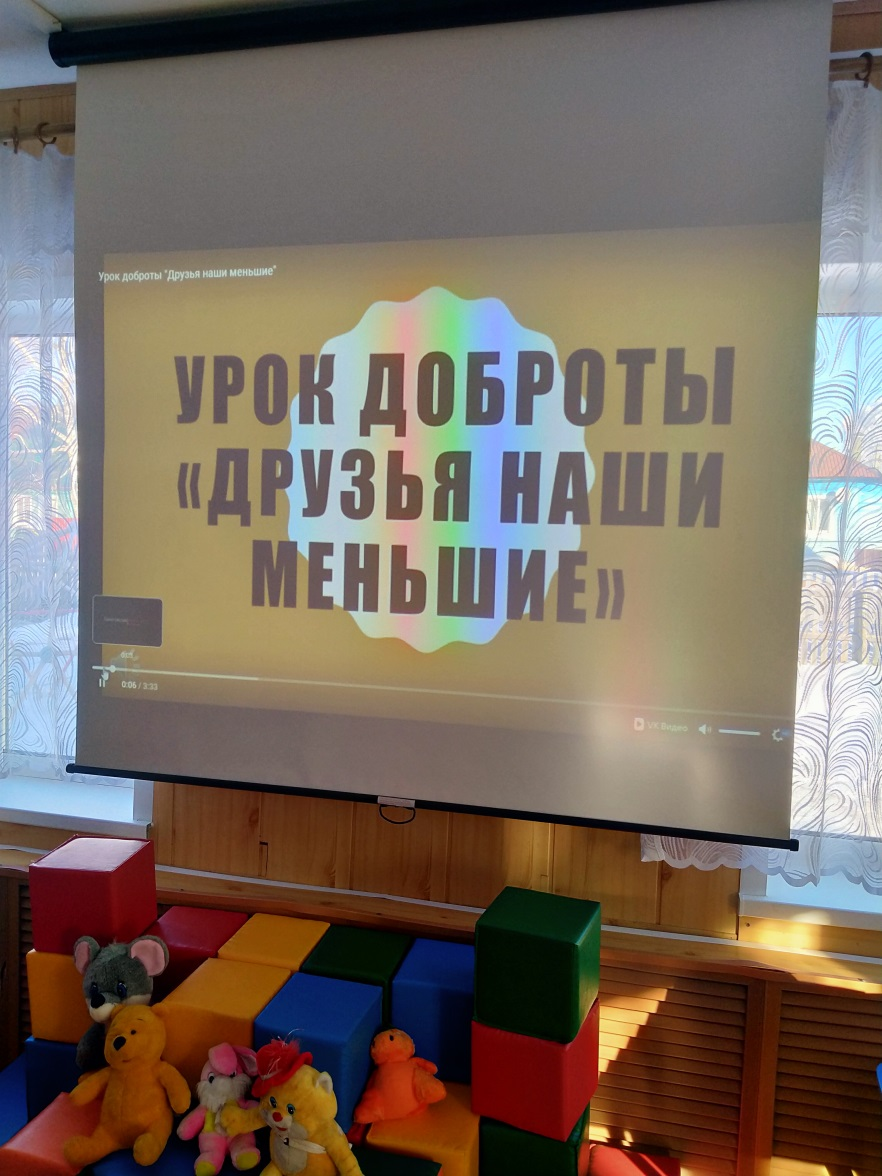 Урок доброты "Друзья наши меньшие"
УРОК ДОБРОТЫ
«ДРУЗЬЯ НАШИ
МЕНЬШИЕ»
0:06 / 3:33
VK Видео